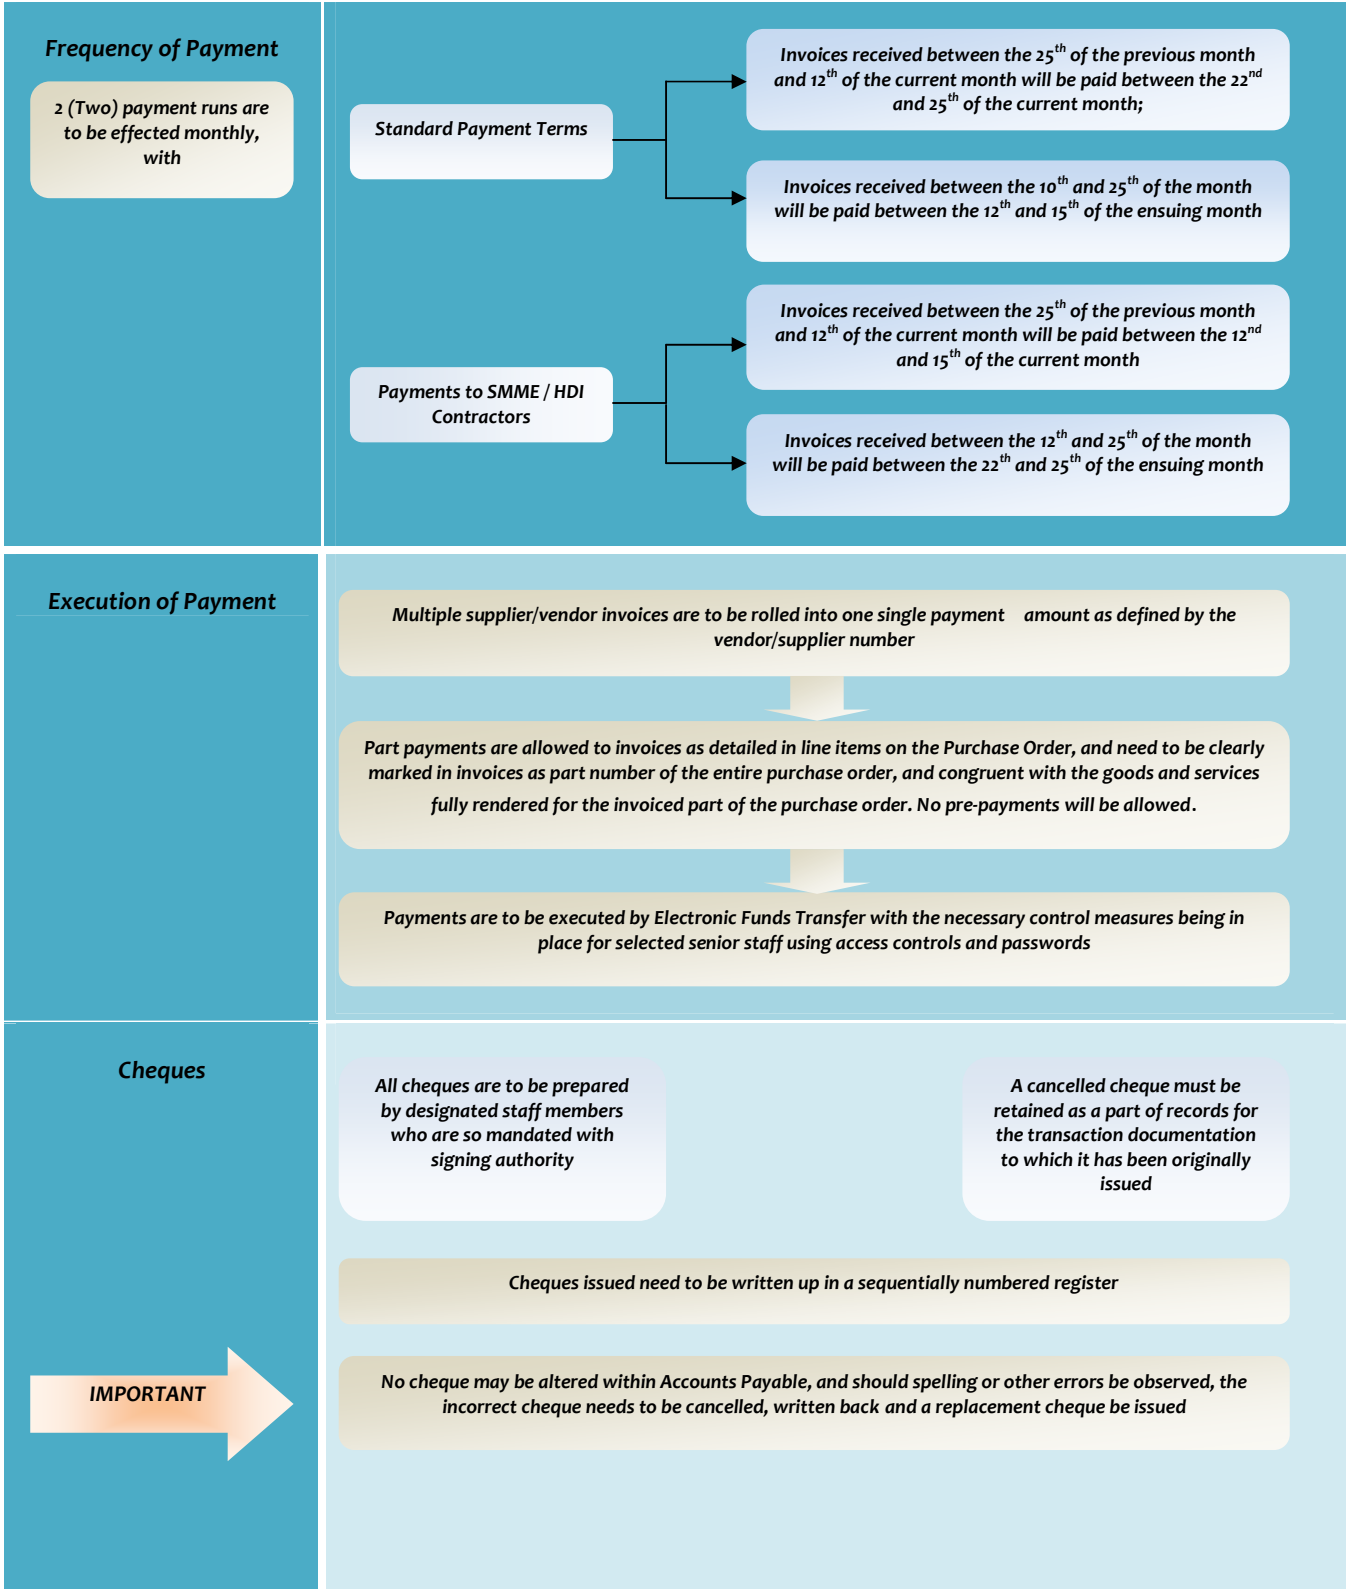 Frequency of Payment
2 (Two) payment runs are
to be effected monthly,
with
Standard Payment Terms
Invoices received between the 25th of the previous month
and 12th of the current month will be paid between the 22nd
and 25th of the current month;
Invoices received between the 10th and 25th of the month
will be paid between the 12th and 15th of the ensuing month
Payments to SMME / HDI
Contractors
Invoices received between the 25th of the previous month
and 12th of the current month will be paid between the 12nd
and 15th of the current month
Invoices received between the 12th and 25th of the month
will be paid between the 22th and 25th of the ensuing month
Execution of Payment
Multiple supplier/vendor invoices are to be rolled into one single payment amount as defined by the
vendor/supplier number
Part payments are allowed to invoices as detailed in line items on the Purchase Order, and need to be clearly
marked in invoices as part number of the entire purchase order, and congruent with the goods and services
fully rendered for the invoiced part of the purchase order. No pre-payments will be allowed.
Payments are to be executed by Electronic Funds Transfer with the necessary control measures being in
place for selected senior staff using access controls and passwords
Cheques
All cheques are to be prepared
by designated staff members
who are so mandated with
signing authority
A cancelled cheque must be
retained as a part of records for
the transaction documentation
to which it has been originally
issued
Cheques issued need to be written up in a sequentially numbered register
IMPORTANT
No cheque may be altered within Accounts Payable, and should spelling or other errors be observed, the
incorrect cheque needs to be cancelled, written back and a replacement cheque be issued